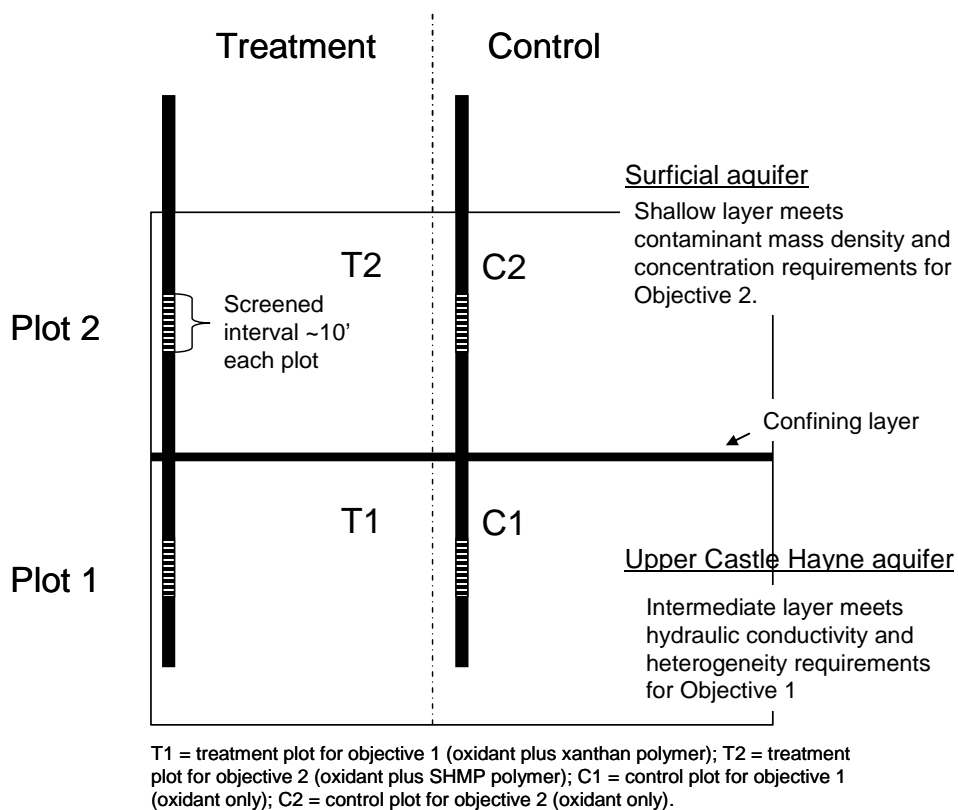 Treatment
Control
Surficial aquifer
Shallow layer meets
contaminant mass density and
concentration requirements for
Objective 2.
T2
C2
Plot 2
Screened
interval ~10’
each plot
Confining layer
T1
C1
Plot 1
Upper Castle Hayne aquifer
Intermediate layer meets
hydraulic conductivity and
heterogeneity requirements
for Objective 1
T1 = treatment plot for objective 1 (oxidant plus xanthan polymer); T2 = treatment
plot for objective 2 (oxidant plus SHMP polymer); C1 = control plot for objective 1
(oxidant only); C2 = control plot for objective 2 (oxidant only).